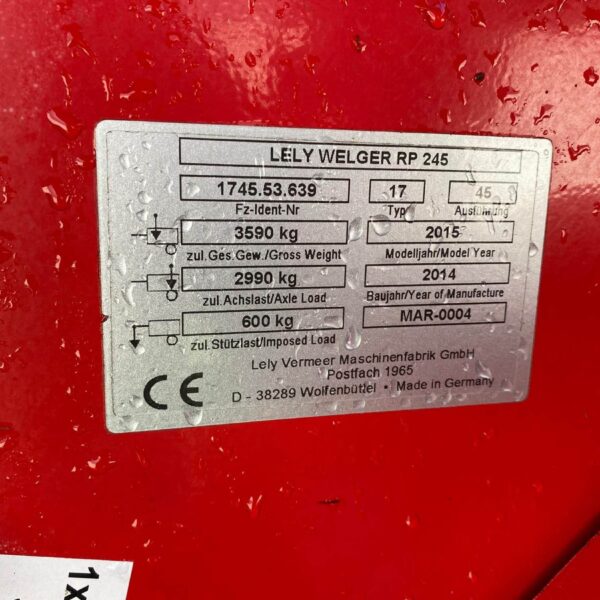 LELY WELGER RP 245
1745.53.639 17 45
Fz-Ident-Nr Typ Ausführung
3590 kg 2015
zul.Ges.Gew./Gross Weight Modelljahr/Model Year
2990 kg 2014
zul.Achslast/Axle Load Baujahr/Year of Manufacture
600 kg MAR-0004
zul.Stützlast/Imposed Load
Lely Vermeer Maschinenfabrik GmbH
Postfach 1965
CE D - 38289 Wolfenbüttel • Made in Germany
1x